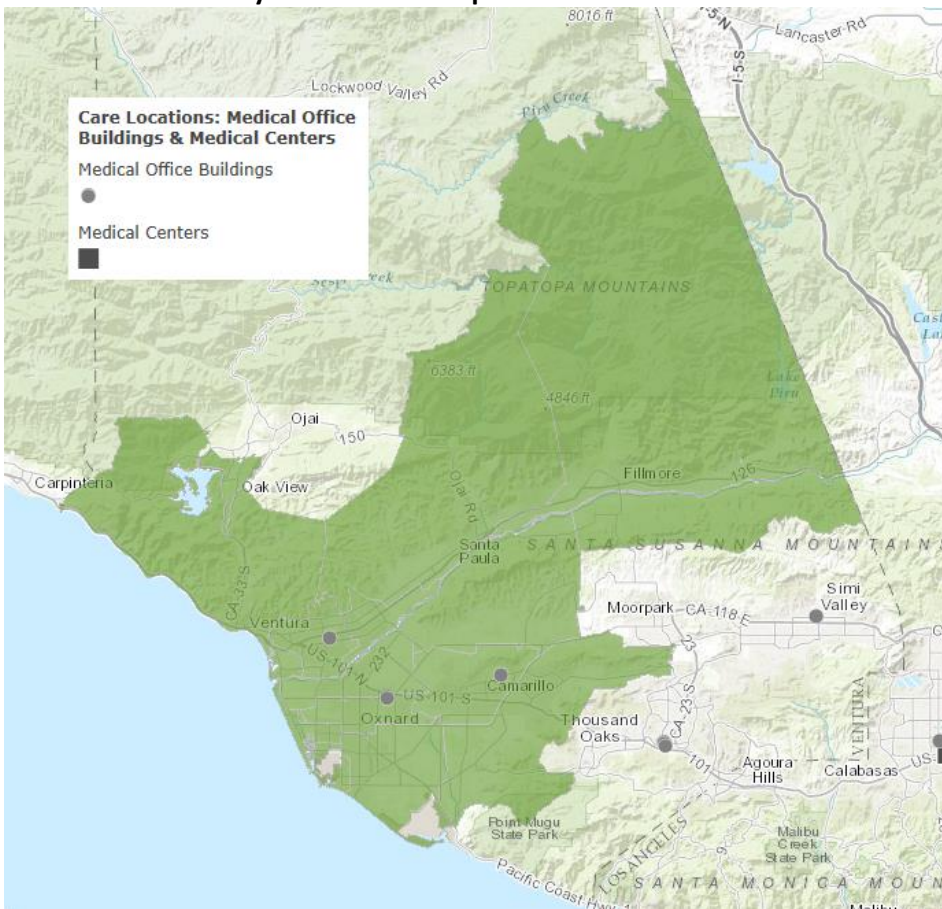 8016 ft
I-5-N
Lancaster Rd
I-5-S
Lockwood Valley Rd
Piru Creek
Care Locations: Medical Office
Buildings & Medical Centers
Medical Office Buildings
Medical Centers
Sespe Creek
TOPATOPA MOUNTAINS
6383 ft
4846 ft
Lake
Piru
Ojai
150
Carpinteria
Oak View
Ojai Rd
Fillmore
126
Santa
Paula
SANTA SUSANNA MOUNTAINS
CA-33-S
Simi
Valley
Moorpark
CA-118-E
23
Ventura
US-101-N
232
Camarillo
US-101-S
Oxnard
Thousand
Oaks
CA-23-S
101
VENTURA
LOS ANGELES
Agoura
Hills
Calabasas
US
Point Mugu
State Park
Malibu
Creek
State Park
Pacific Coast Hwy
SANTA MONICA MOUN
Malibu